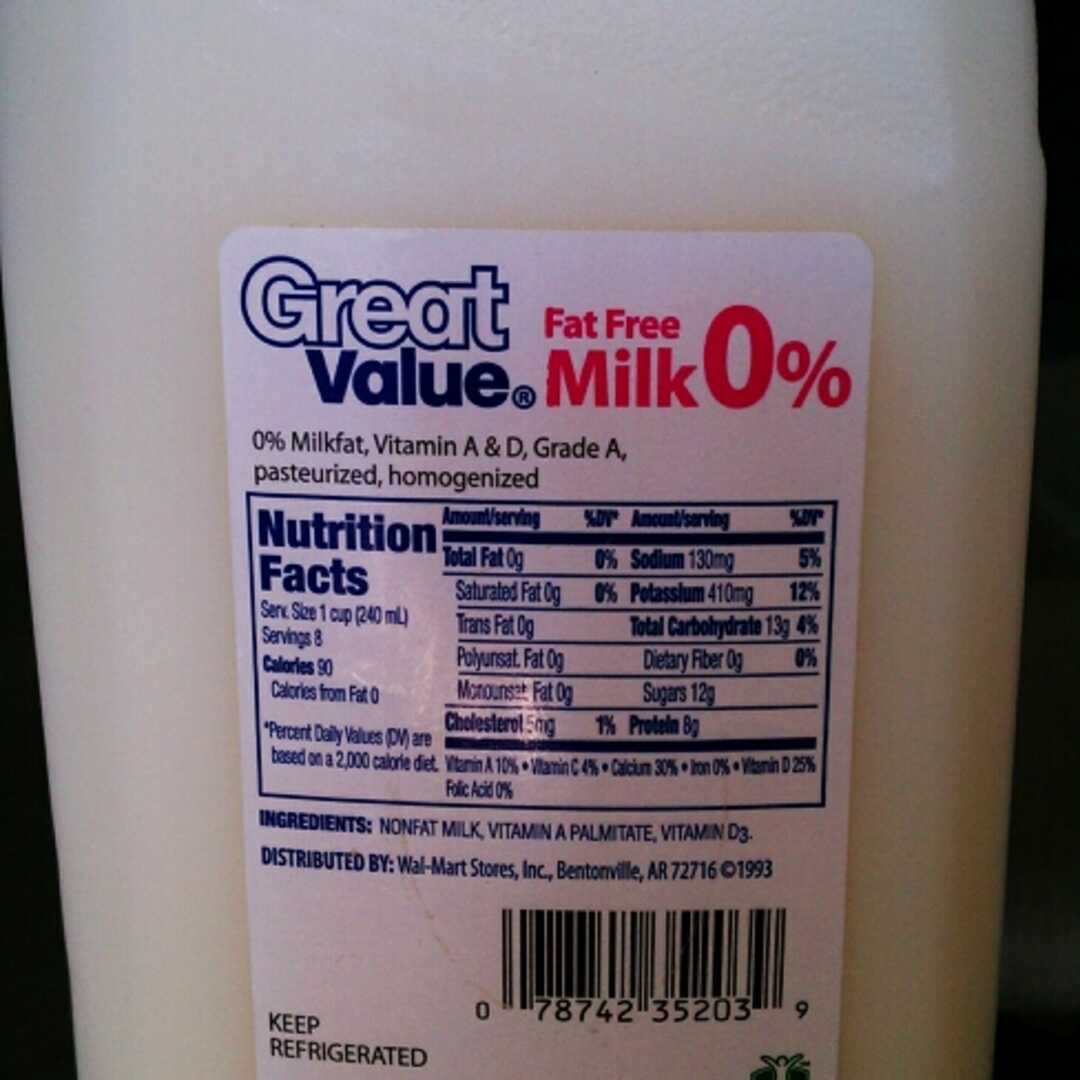 Great
Value®
Fat Free
Milk 0%
0% Milkfat, Vitamin A & D, Grade A,
pasteurized, homogenized
Nutrition
Facts
Serv. Size 1 cup (240 mL)
Servings 8
Calories 90
Calories from Fat 0
*Percent Daily Values (DV) are
based on a 2,000 calorie diet.
Amount/serving %DV*
Total Fat 0g 0%
Saturated Fat 0g 0%
Trans Fat 0g
Polyunsat. Fat 0g
Monounsat. Fat 0g
Cholesterol 5mg 1%
Amount/serving %DV*
Sodium 130mg 5%
Potassium 410mg 12%
Total Carbohydrate 13g 4%
Dietary Fiber 0g 0%
Sugars 12g
Protein 8g
Vitamin A 10% • Vitamin C 4% • Calcium 30% • Iron 0% • Vitamin D 25%
Folic Acid 0%
INGREDIENTS: NONFAT MILK, VITAMIN A PALMITATE, VITAMIN D3.
DISTRIBUTED BY: Wal-Mart Stores, Inc., Bentonville, AR 72716 ©1993
0 78742 35203 9
KEEP
REFRIGERATED